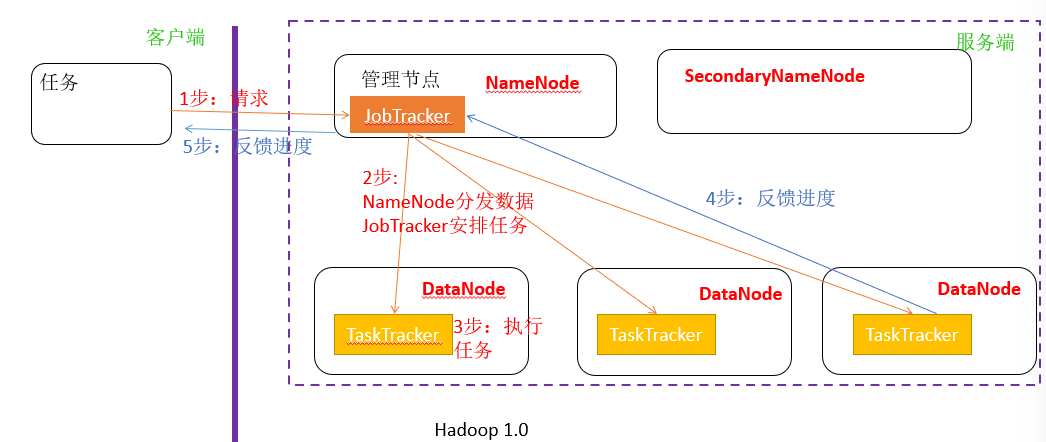 客户端
服务端
任务
管理节点
NameNode
SecondaryNameNode
1步：请求
JobTracker
5步：反馈进度
2步:
NameNode分发数据
JobTracker安排任务
4步：反馈进度
DataNode
DataNode
DataNode
TaskTracker
3步：执行
任务
TaskTracker
TaskTracker
Hadoop 1.0